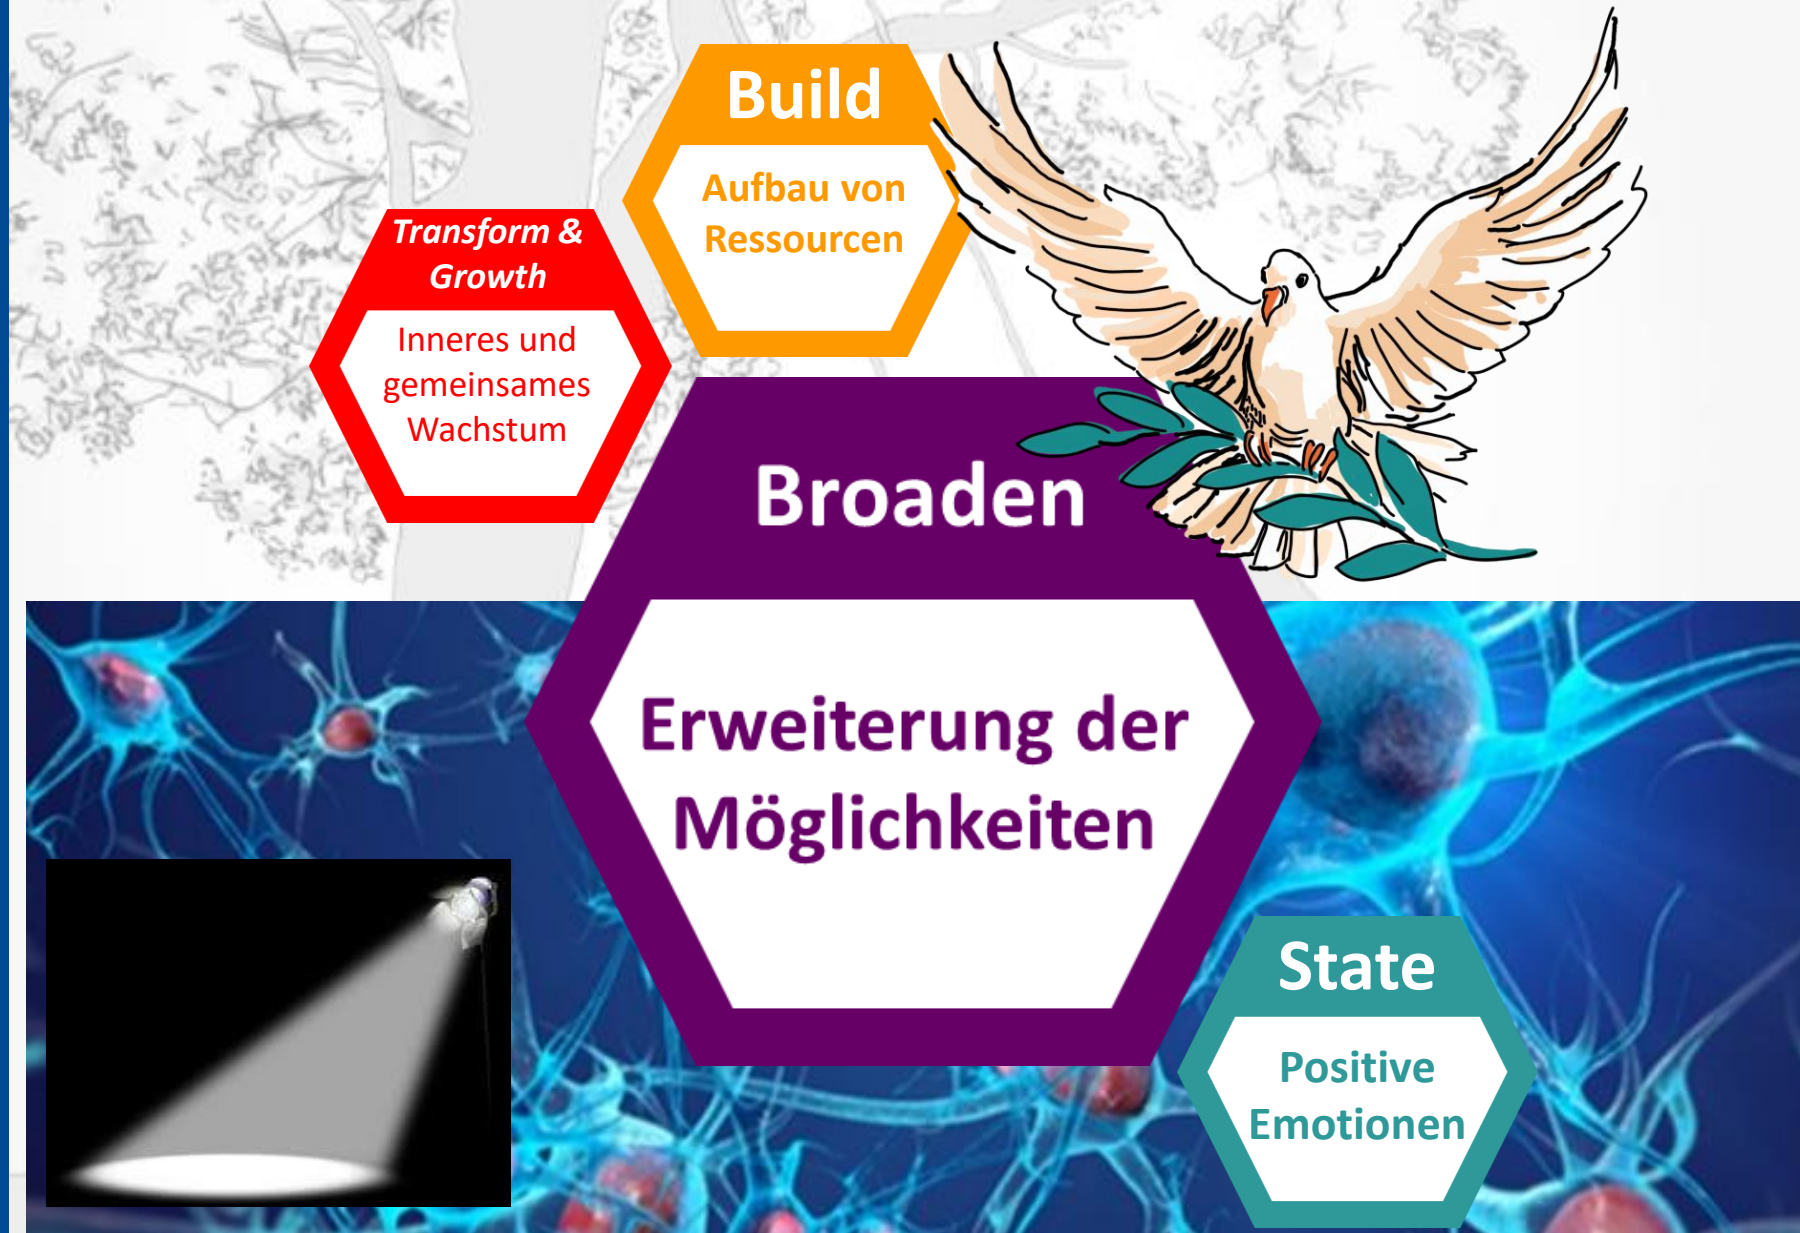 Build
Aufbau von
Ressourcen
Transform &
Growth
Inneres und
gemeinsames
Wachstum
Broaden
Erweiterung der
Möglichkeiten
State
Positive
Emotionen